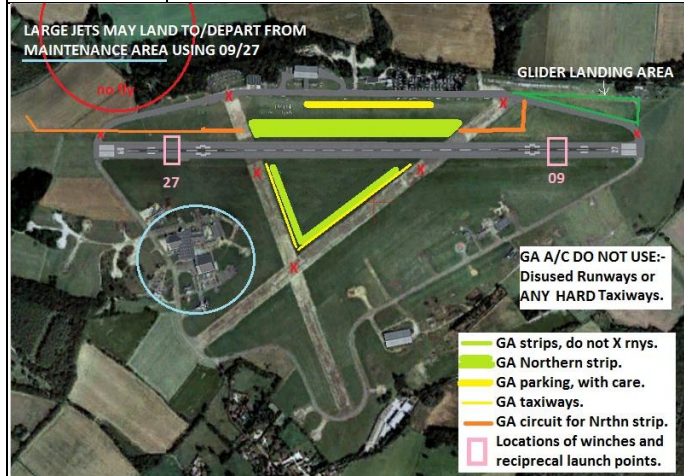 LARGE JETS MAY LAND TO/DEPART FROM
MAINTENANCE AREA USING 09/27
no fly
GLIDER LANDING AREA
X
X
X
X
27
09
X
X
X
GA A/C DO NOT USE:-
Disused Runways or
ANY HARD Taxiways.
GA strips, do not X rnys.
GA Northern strip.
GA parking, with care.
GA taxiways.
GA circuit for Nrthn strip.
Locations of winches and
reciprecal launch points.